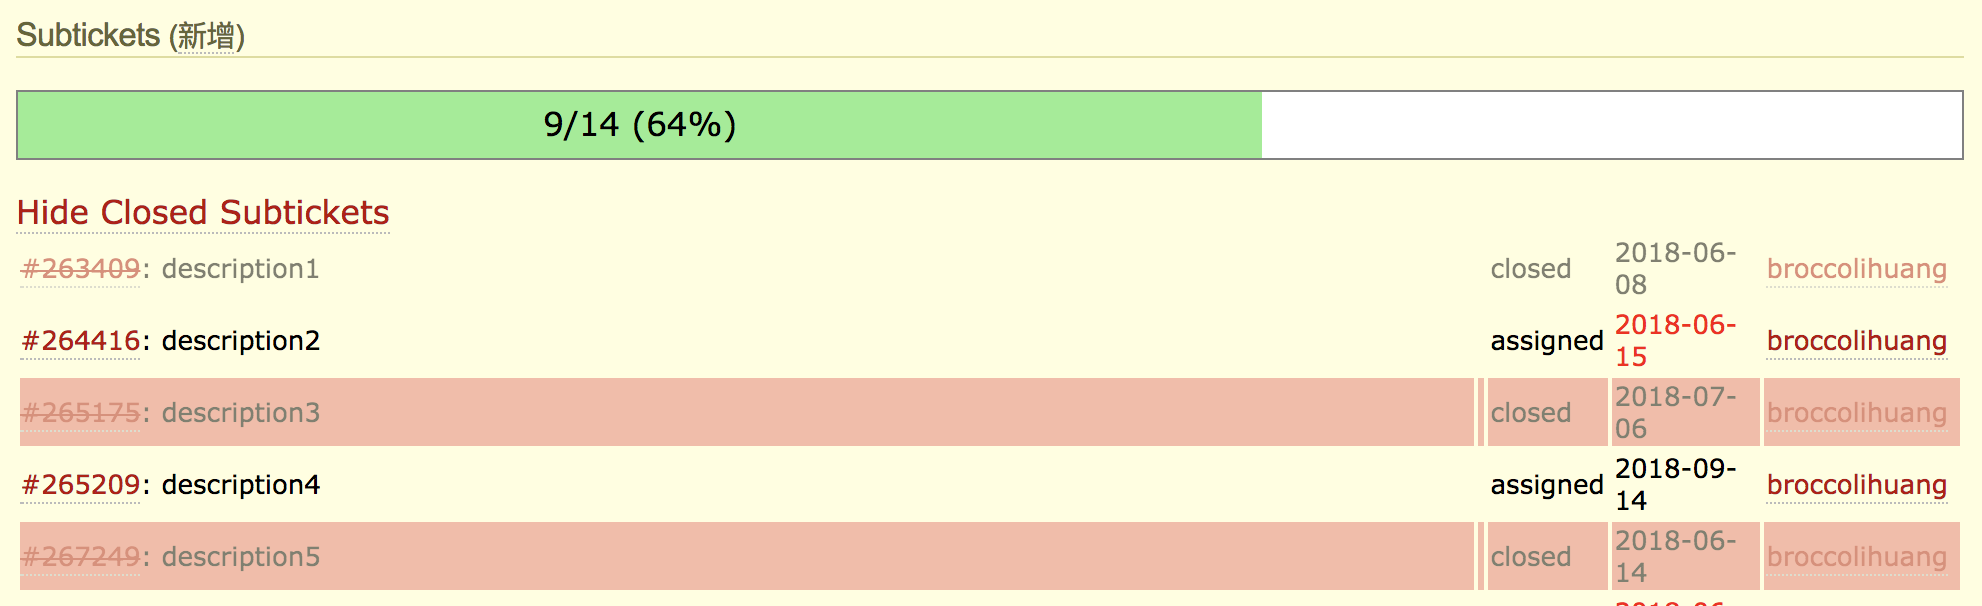 Subtickets (新增)
9/14 (64%)
Hide Closed Subtickets
#263409: description1 closed 2018-06-
08 broccolihuang
#264416: description2 assigned 2018-06-
15 broccolihuang
#265175: description3 closed 2018-07-
06 broccolihuang
#265209: description4 assigned 2018-09-
14 broccolihuang
#267249: description5 closed 2018-06-
14 broccolihuang
2018-06-